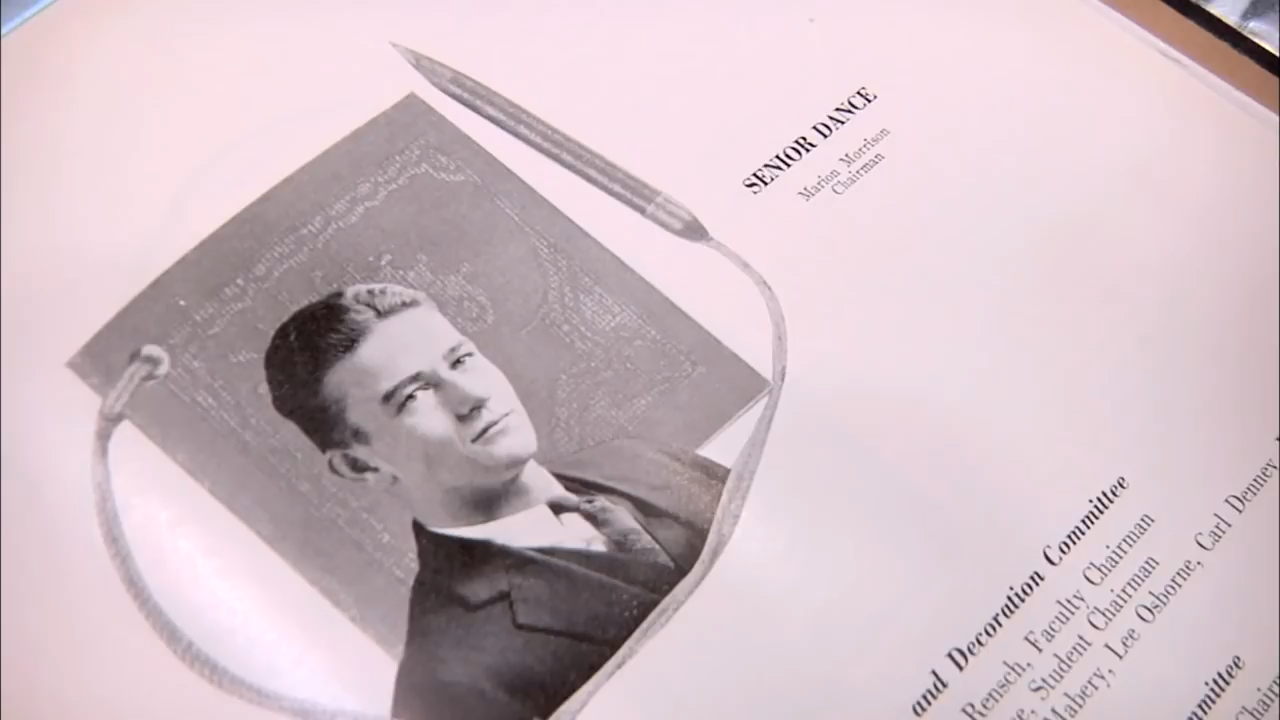 SENIOR DANCE
Marion Morrison
Chairman
and Decoration Committee
Rensch, Faculty Chairman
Student Chairman
Mabery, Lee Osborne, Carl Denney